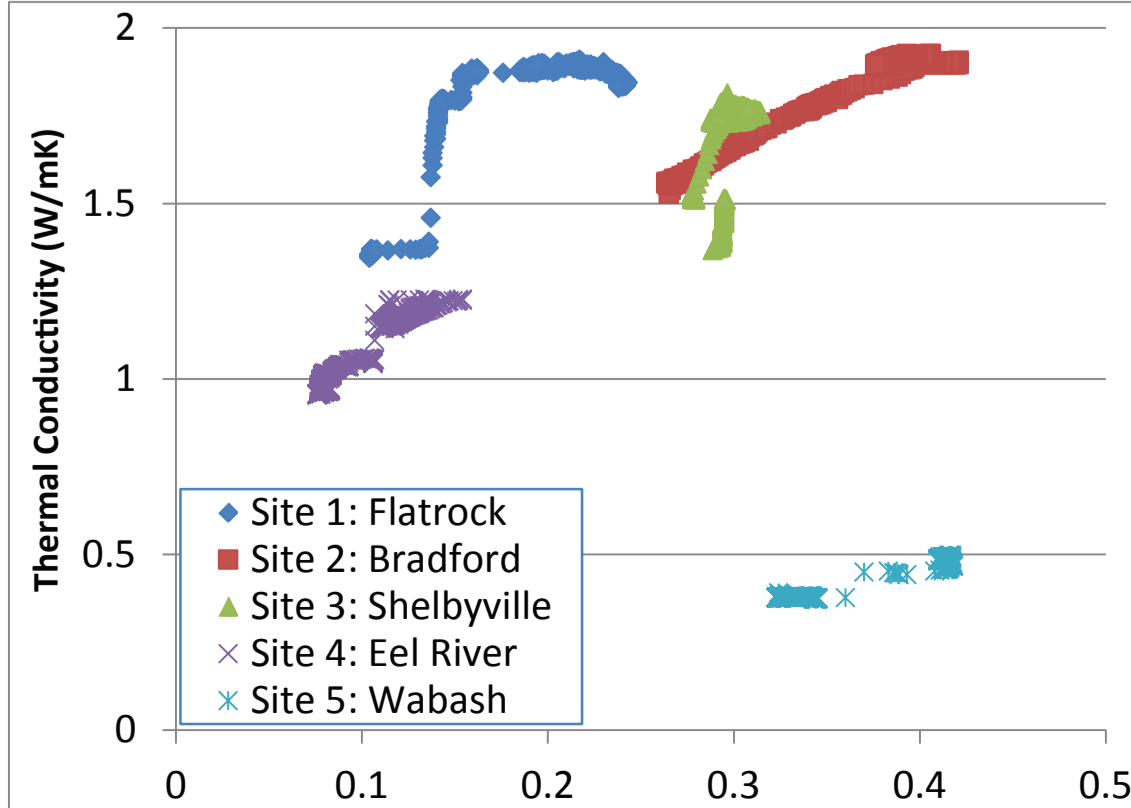 Thermal Conductivity (W/mK)
2
1.5
1
0.5
0
Site 1: Flatrock
Site 2: Bradford
Site 3: Shelbyville
Site 4: Eel River
Site 5: Wabash
0 0.1 0.2 0.3 0.4 0.5